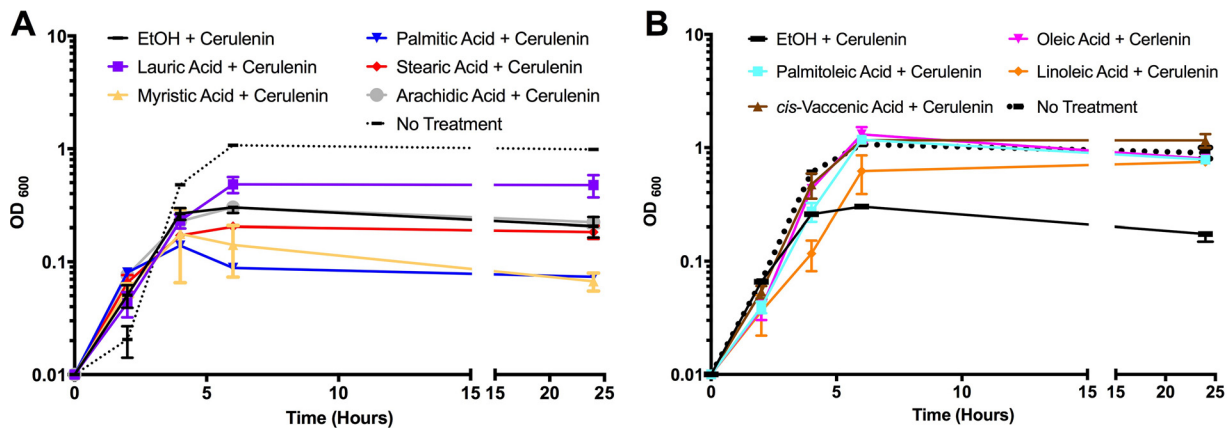 A
EtOH + Cerulenin
Palmitic Acid + Cerulenin
Lauric Acid + Cerulenin
Stearic Acid + Cerulenin
Myristic Acid + Cerulenin
Arachidic Acid + Cerulenin
No Treatment
10
1
0.1
0.01
OD 600
0 5 10 15 15 20 25
Time (Hours)
B
EtOH + Cerulenin
Oleic Acid + Cerlenin
Palmitoleic Acid + Cerulenin
Linoleic Acid + Cerulenin
cis-Vaccenic Acid + Cerulenin
No Treatment
10
1
0.1
0.01
OD 600
0 5 10 15 15 20 25
Time (Hours)